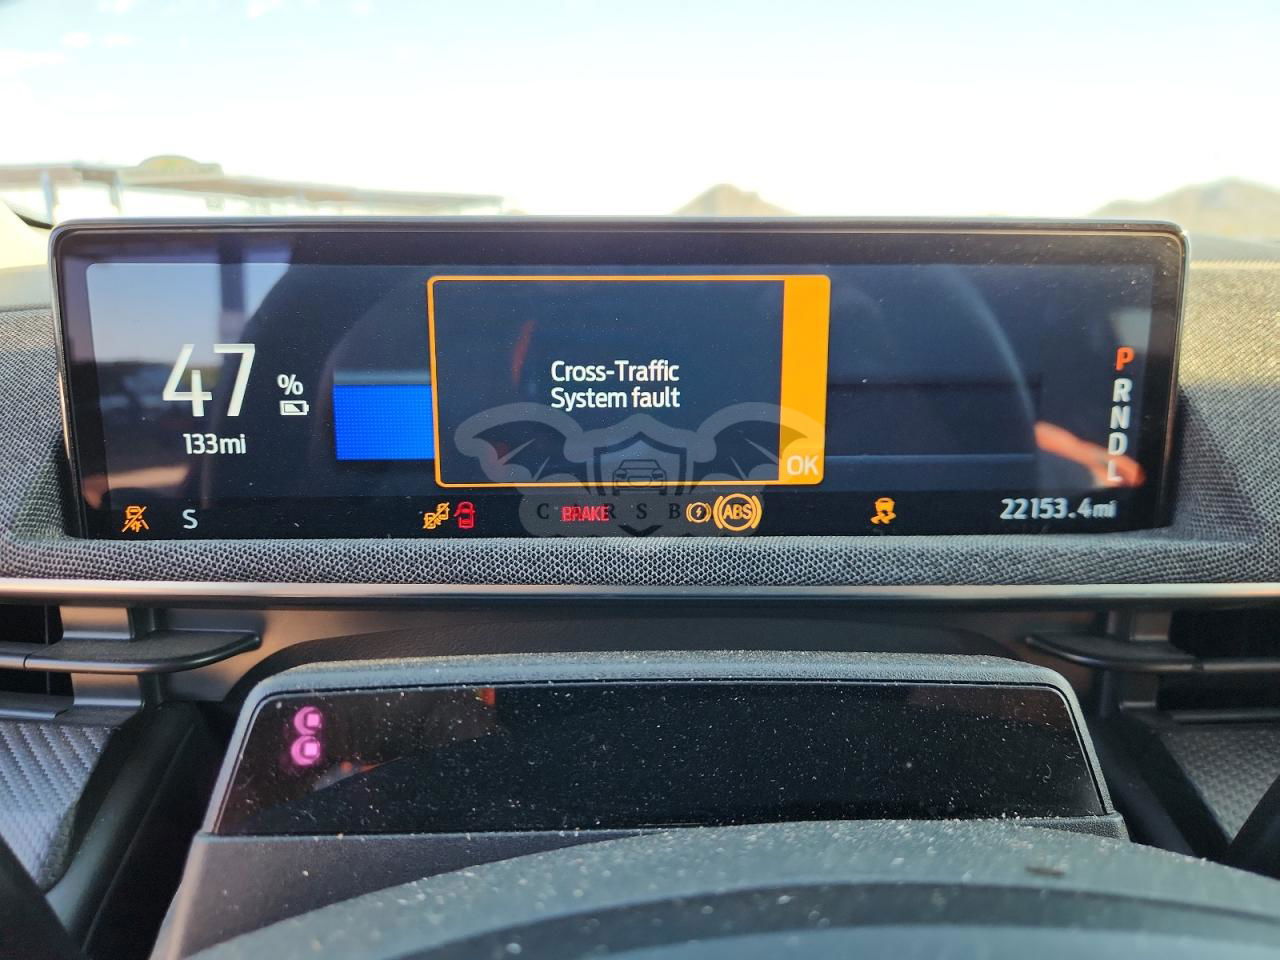 47 %
133mi
Cross-Traffic
System fault
OK
P
R
N
D
L
S
BRAKE
ABS
22153.4mi